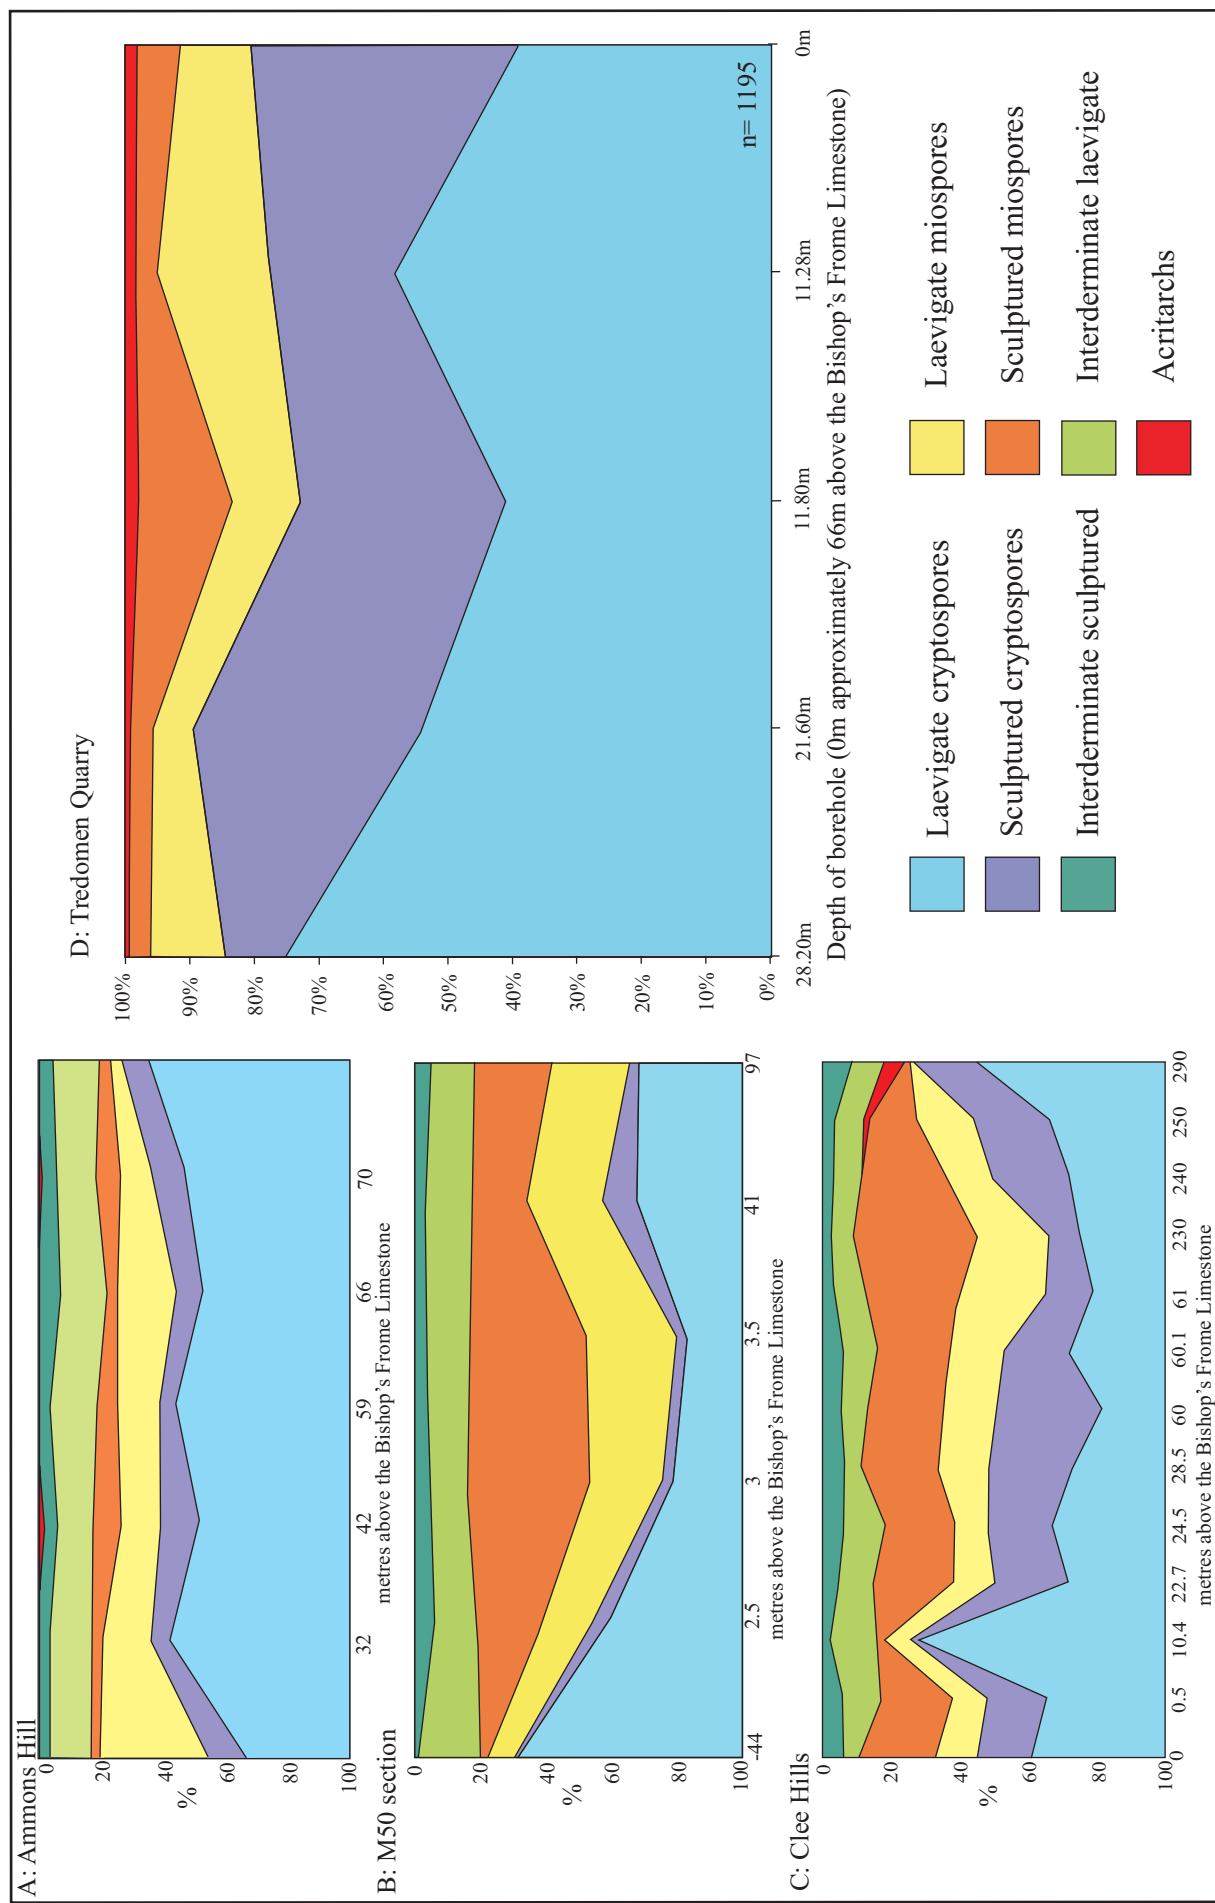 A: Ammons Hill
0
20
40
60
80
100
%
32
42
59
66
70
metres above the Bishop's Frome Limestone
B: M50 section
0
20
40
60
80
100
%
-44
2.5
3
3.5
41
97
metres above the Bishop's Frome Limestone
C: Clee Hills
0
20
40
60
80
100
%
0
0.5
10.4
22.7
24.5
28.5
60
60.1
61
230
240
250
290
metres above the Bishop's Frome Limestone
D: Tredomen Quarry
100%
90%
80%
70%
60%
50%
40%
30%
20%
10%
0%
n= 1195
28.20m
21.60m
11.80m
11.28m
0m
Depth of borehole (0m approximately 66m above the Bishop's Frome Limestone)
Laevigate cryptospores
Laevigate miospores
Sculptured cryptospores
Sculptured miospores
Interderminate sculptured
Interderminate laevigate
Acritarchs